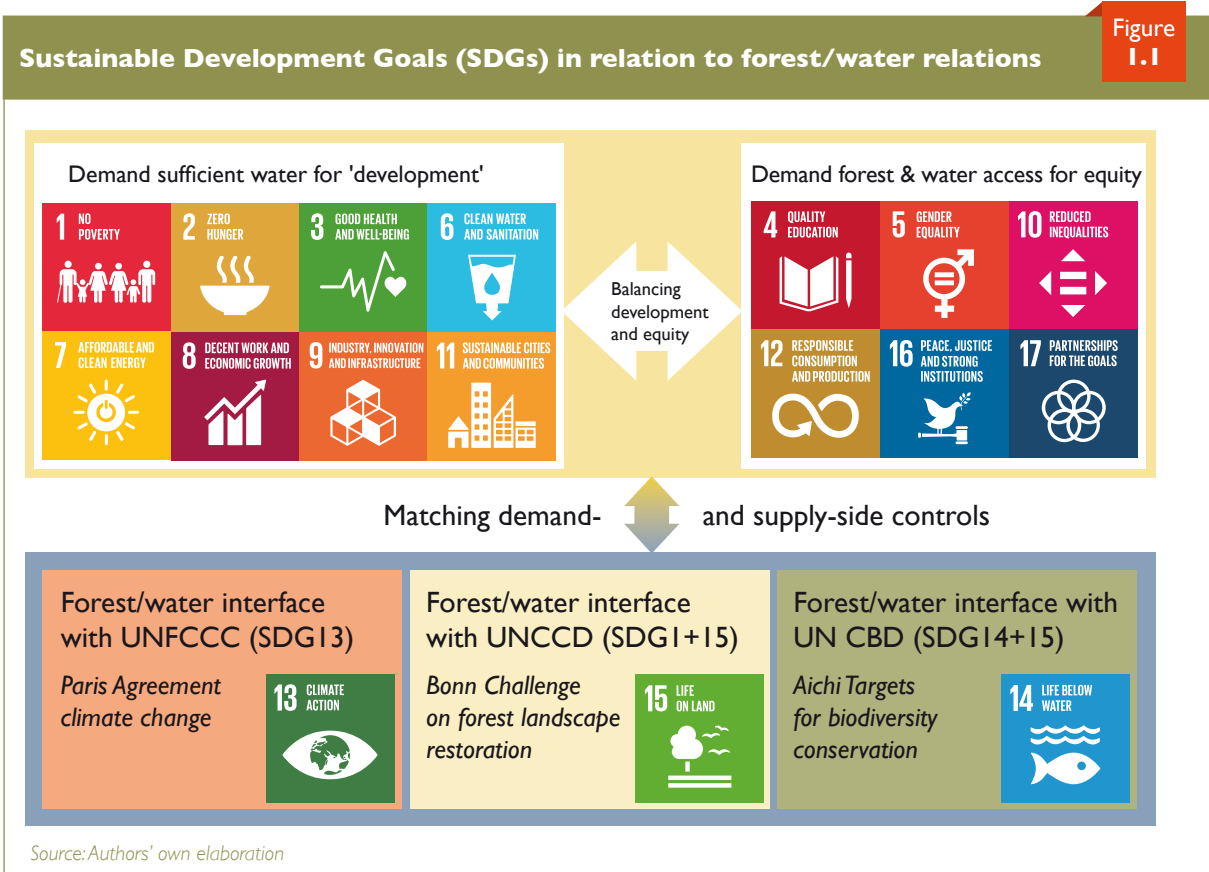 Figure
1.1
Sustainable Development Goals (SDGs) in relation to forest/water relations
Demand sufficient water for 'development'
1 NO
POVERTY
2 ZERO
HUNGER
3 GOOD HEALTH
AND WELL-BEING
6 CLEAN WATER
AND SANITATION
7 AFFORDABLE AND
CLEAN ENERGY
8 DECENT WORK AND
ECONOMIC GROWTH
9 INDUSTRY, INNOVATION
AND INFRASTRUCTURE
11 SUSTAINABLE CITIES
AND COMMUNITIES
Balancing
development
and equity
Demand forest & water access for equity
4 QUALITY
EDUCATION
5 GENDER
EQUALITY
10 REDUCED
INEQUALITIES
12 RESPONSIBLE
CONSUMPTION
AND PRODUCTION
16 PEACE, JUSTICE
AND STRONG
INSTITUTIONS
17 PARTNERSHIPS
FOR THE GOALS
Matching demand- and supply-side controls
Forest/water interface
with UNFCCC (SDG13)
Paris Agreement
climate change
13 CLIMATE
ACTION
Forest/water interface
with UNCCD (SDG1+15)
Bonn Challenge
on forest landscape
restoration
15 LIFE
ON LAND
Forest/water interface with
UN CBD (SDG14+15)
Aichi Targets
for biodiversity
conservation
14 LIFE BELOW
WATER
Source: Authors' own elaboration